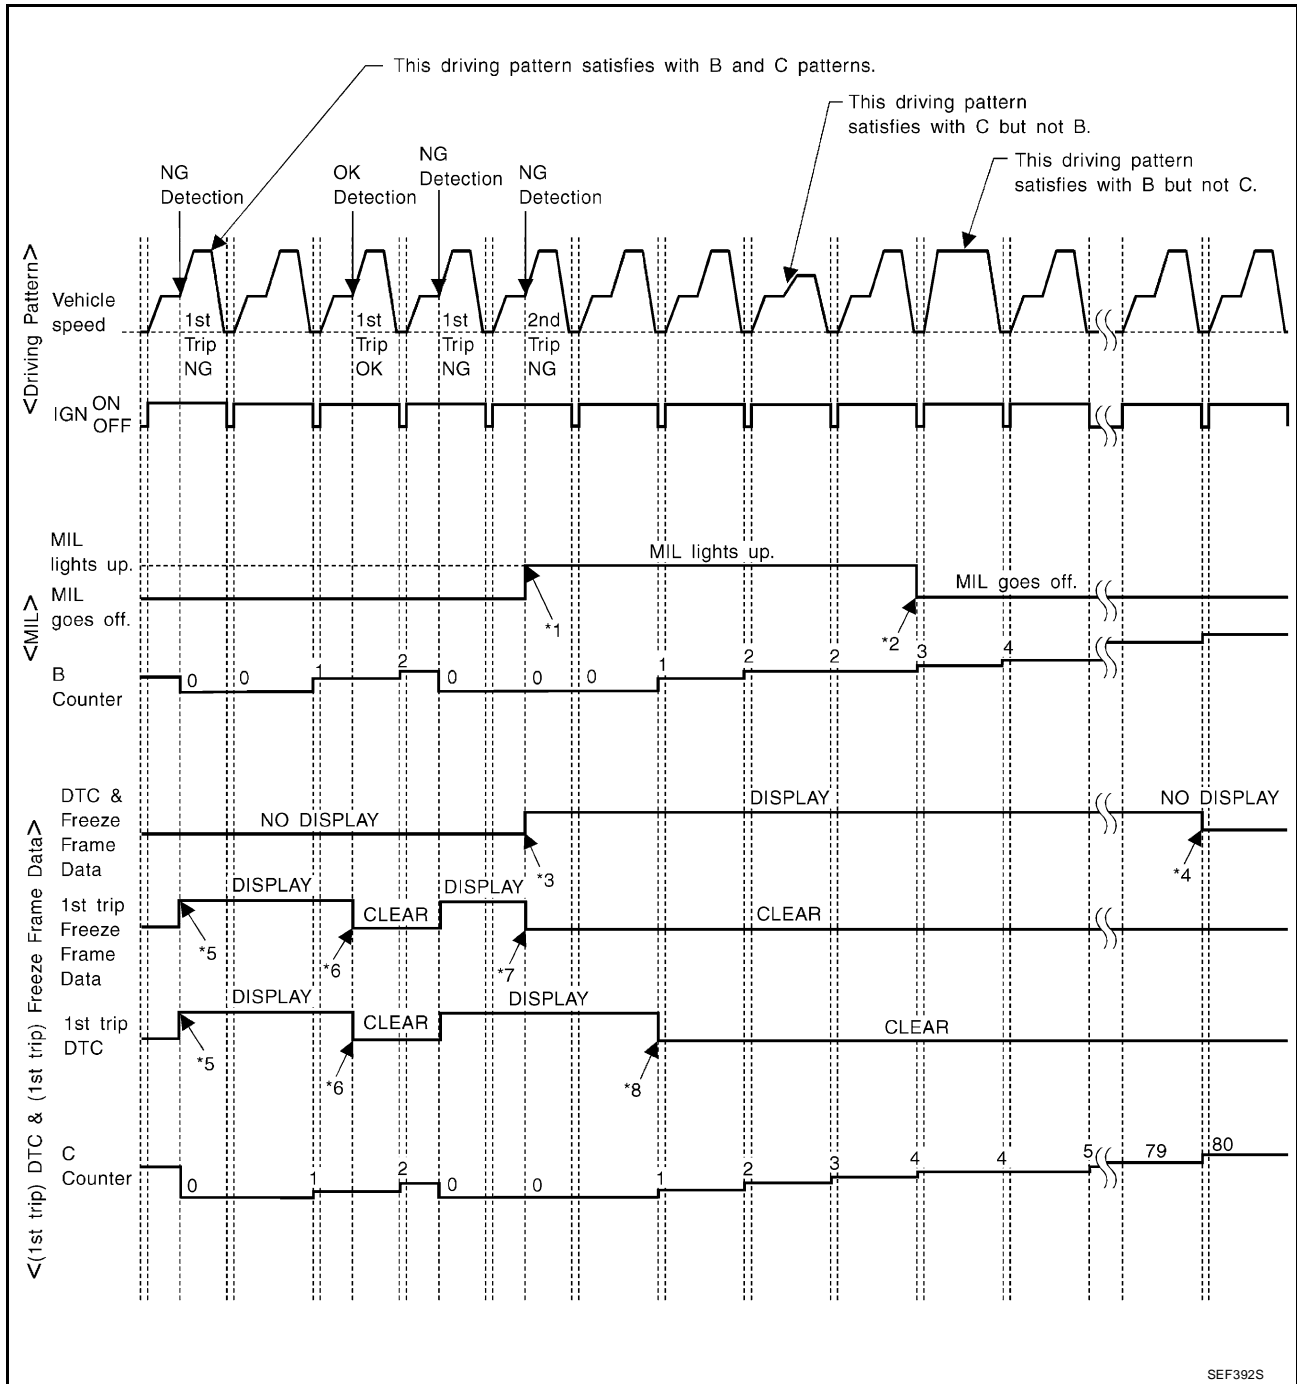 This driving pattern satisfies with B and C patterns.
This driving pattern
satisfies with C but not B.
This driving pattern
satisfies with B but not C.
NG
Detection
OK
Detection
NG
Detection
NG
Detection
<Driving Pattern>
Vehicle
speed
1st
Trip
NG
1st
Trip
OK
1st
Trip
NG
2nd
Trip
NG
IGN ON
OFF
<MIL>
MIL
lights up.
MIL
goes off.
MIL lights up.
MIL goes off.
*1
*2
B
Counter
0 0 1 2 0 0 0 1 2 2 3 4
<(1st trip) DTC & (1st trip) Freeze Frame Data>
DTC &
Freeze
Frame
Data
NO DISPLAY
DISPLAY
NO DISPLAY
*3
*4
1st trip
Freeze
Frame
Data
DISPLAY
CLEAR
DISPLAY
CLEAR
*5
*6
*7
1st trip
DTC
DISPLAY
CLEAR
DISPLAY
CLEAR
*5
*6
*8
C
Counter
0 1 2 0 0 1 2 3 4 4 5 79 80
SEF392S